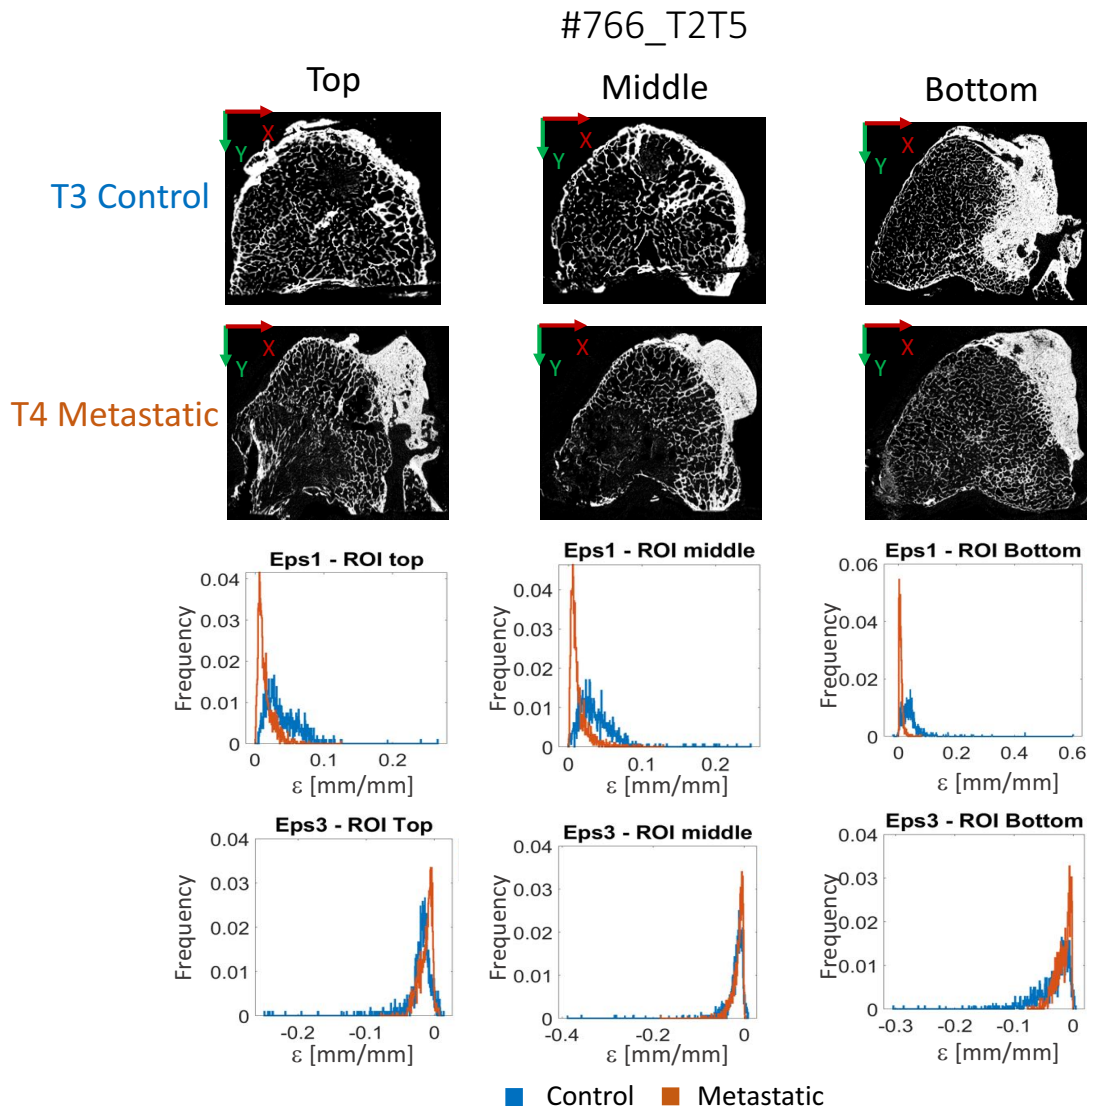 #766_T2T5
Top
Middle
Bottom
T3 Control
X
Y
X
Y
X
Y
T4 Metastatic
X
Y
X
Y
X
Y
Eps1 - ROI top
Frequency
0.04
0.03
0.02
0.01
0
0
0.1
0.2
ε [mm/mm]
Eps1 - ROI middle
Frequency
0.04
0.03
0.02
0.01
0
0
0.1
0.2
ε [mm/mm]
Eps1 - ROI Bottom
Frequency
0.06
0.04
0.02
0
0
0.2
0.4
0.6
ε [mm/mm]
Eps3 - ROI Top
Frequency
0.04
0.03
0.02
0.01
0
-0.2
-0.1
0
ε [mm/mm]
Eps3 - ROI middle
Frequency
0.04
0.03
0.02
0.01
0
-0.4
-0.2
0
ε [mm/mm]
Eps3 - ROI Bottom
Frequency
0.04
0.03
0.02
0.01
0
-0.3
-0.2
-0.1
0
ε [mm/mm]
Control
Metastatic